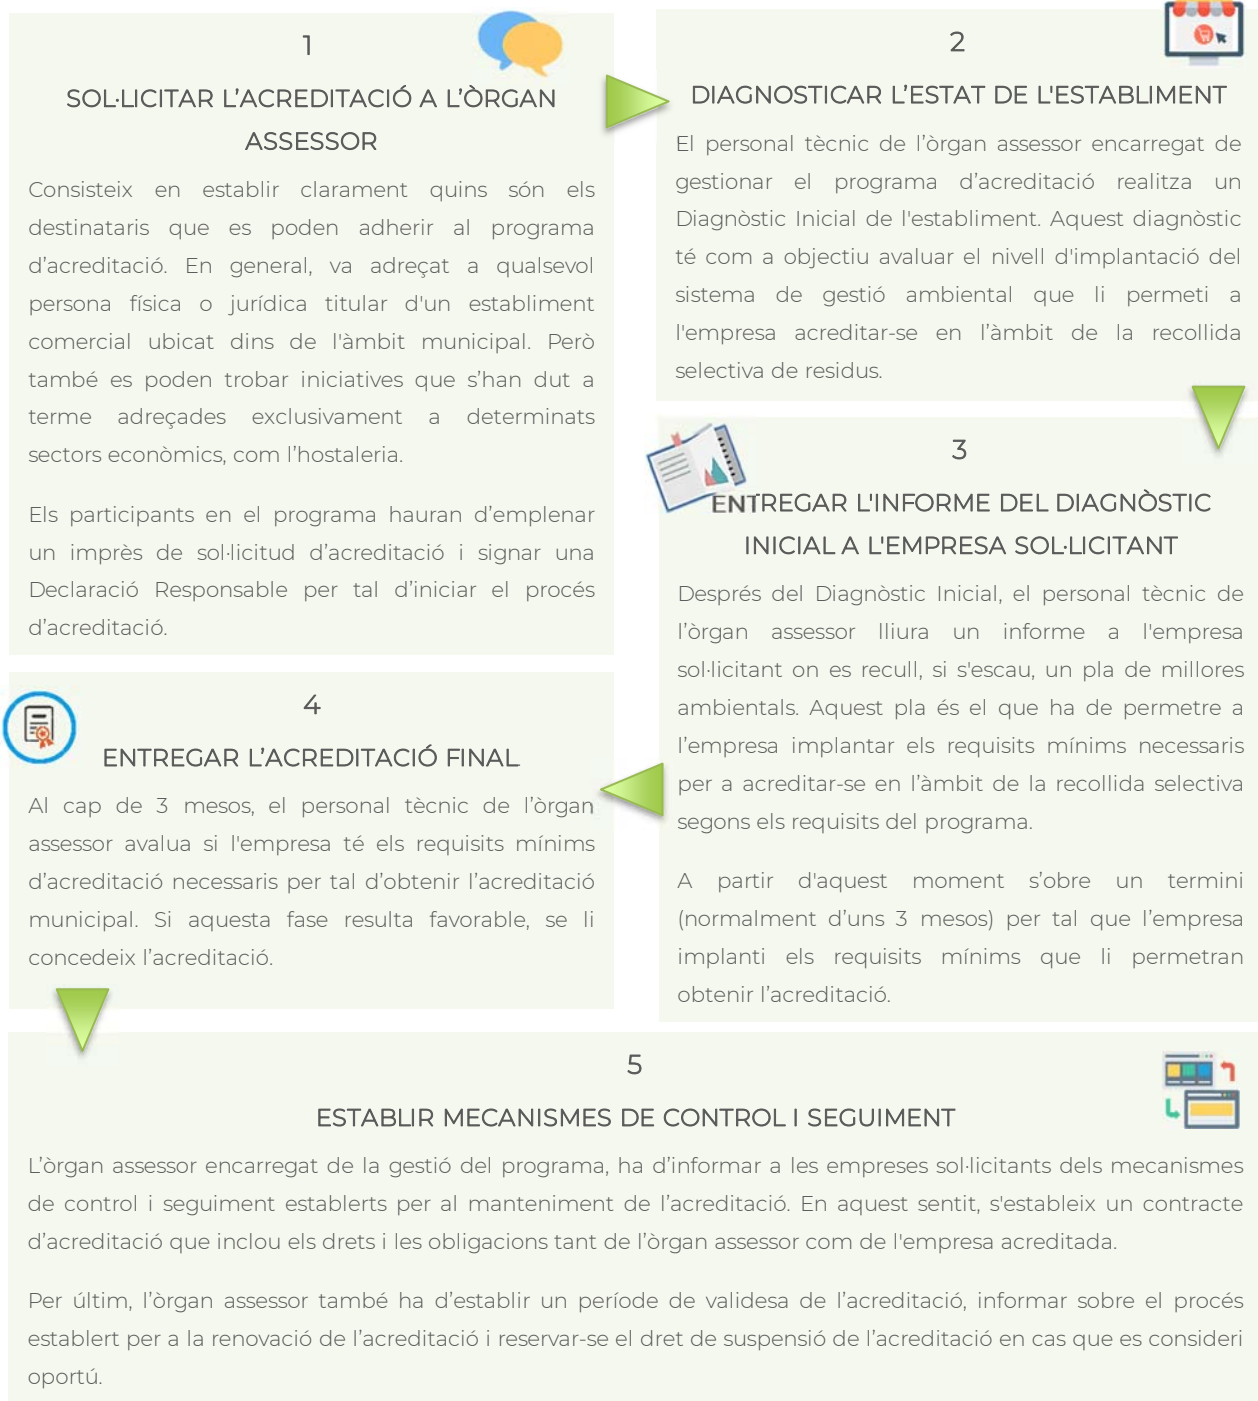 1
SOL·LICITAR L’ACREDITACIÓ A L’ÒRGAN
ASSESSOR
Consisteix en establir clarament quins són els
destinataris que es poden adherir al programa
d’acreditació. En general, va adreçat a qualsevol
persona física o jurídica titular d'un establiment
comercial ubicat dins de l'àmbit municipal. Però
també es poden trobar iniciatives que s’han dut a
terme adreçades exclusivament a determinats
sectors econòmics, com l’hostaleria.
Els participants en el programa hauran d’emplenar
un imprès de sol·licitud d’acreditació i signar una
Declaració Responsable per tal d’iniciar el procés
d’acreditació.
2
DIAGNOSTICAR L’ESTAT DE L'ESTABLIMENT
El personal tècnic de l’òrgan assessor encarregat de
gestionar el programa d’acreditació realitza un
Diagnòstic Inicial de l'establiment. Aquest diagnòstic
té com a objectiu avaluar el nivell d'implantació del
sistema de gestió ambiental que li permeti a
l'empresa acreditar-se en l’àmbit de la recollida
selectiva de residus.
3
ENTREGAR L'INFORME DEL DIAGNÒSTIC
INICIAL A L'EMPRESA SOL·LICITANT
Després del Diagnòstic Inicial, el personal tècnic de
l’òrgan assessor lliura un informe a l'empresa
sol·licitant on es recull, si s'escau, un pla de millores
ambientals. Aquest pla és el que ha de permetre a
l’empresa implantar els requisits mínims necessaris
per a acreditar-se en l’àmbit de la recollida selectiva
segons els requisits del programa.
A partir d'aquest moment s’obre un termini
(normalment d’uns 3 mesos) per tal que l’empresa
implanti els requisits mínims que li permetran
obtenir l’acreditació.
4
ENTREGAR L’ACREDITACIÓ FINAL
Al cap de 3 mesos, el personal tècnic de l’òrgan
assessor avalua si l'empresa té els requisits mínims
d’acreditació necessaris per tal d’obtenir l’acreditació
municipal. Si aquesta fase resulta favorable, se li
concedeix l’acreditació.
5
ESTABLIR MECANISMES DE CONTROL I SEGUIMENT
L’òrgan assessor encarregat de la gestió del programa, ha d’informar a les empreses sol·licitants dels mecanismes
de control i seguiment establerts per al manteniment de l’acreditació. En aquest sentit, s'estableix un contracte
d’acreditació que inclou els drets i les obligacions tant de l’òrgan assessor com de l'empresa acreditada.
Per últim, l’òrgan assessor també ha d’establir un període de validesa de l’acreditació, informar sobre el procés
establert per a la renovació de l’acreditació i reservar-se el dret de suspensió de l’acreditació en cas que es consideri
oportú.